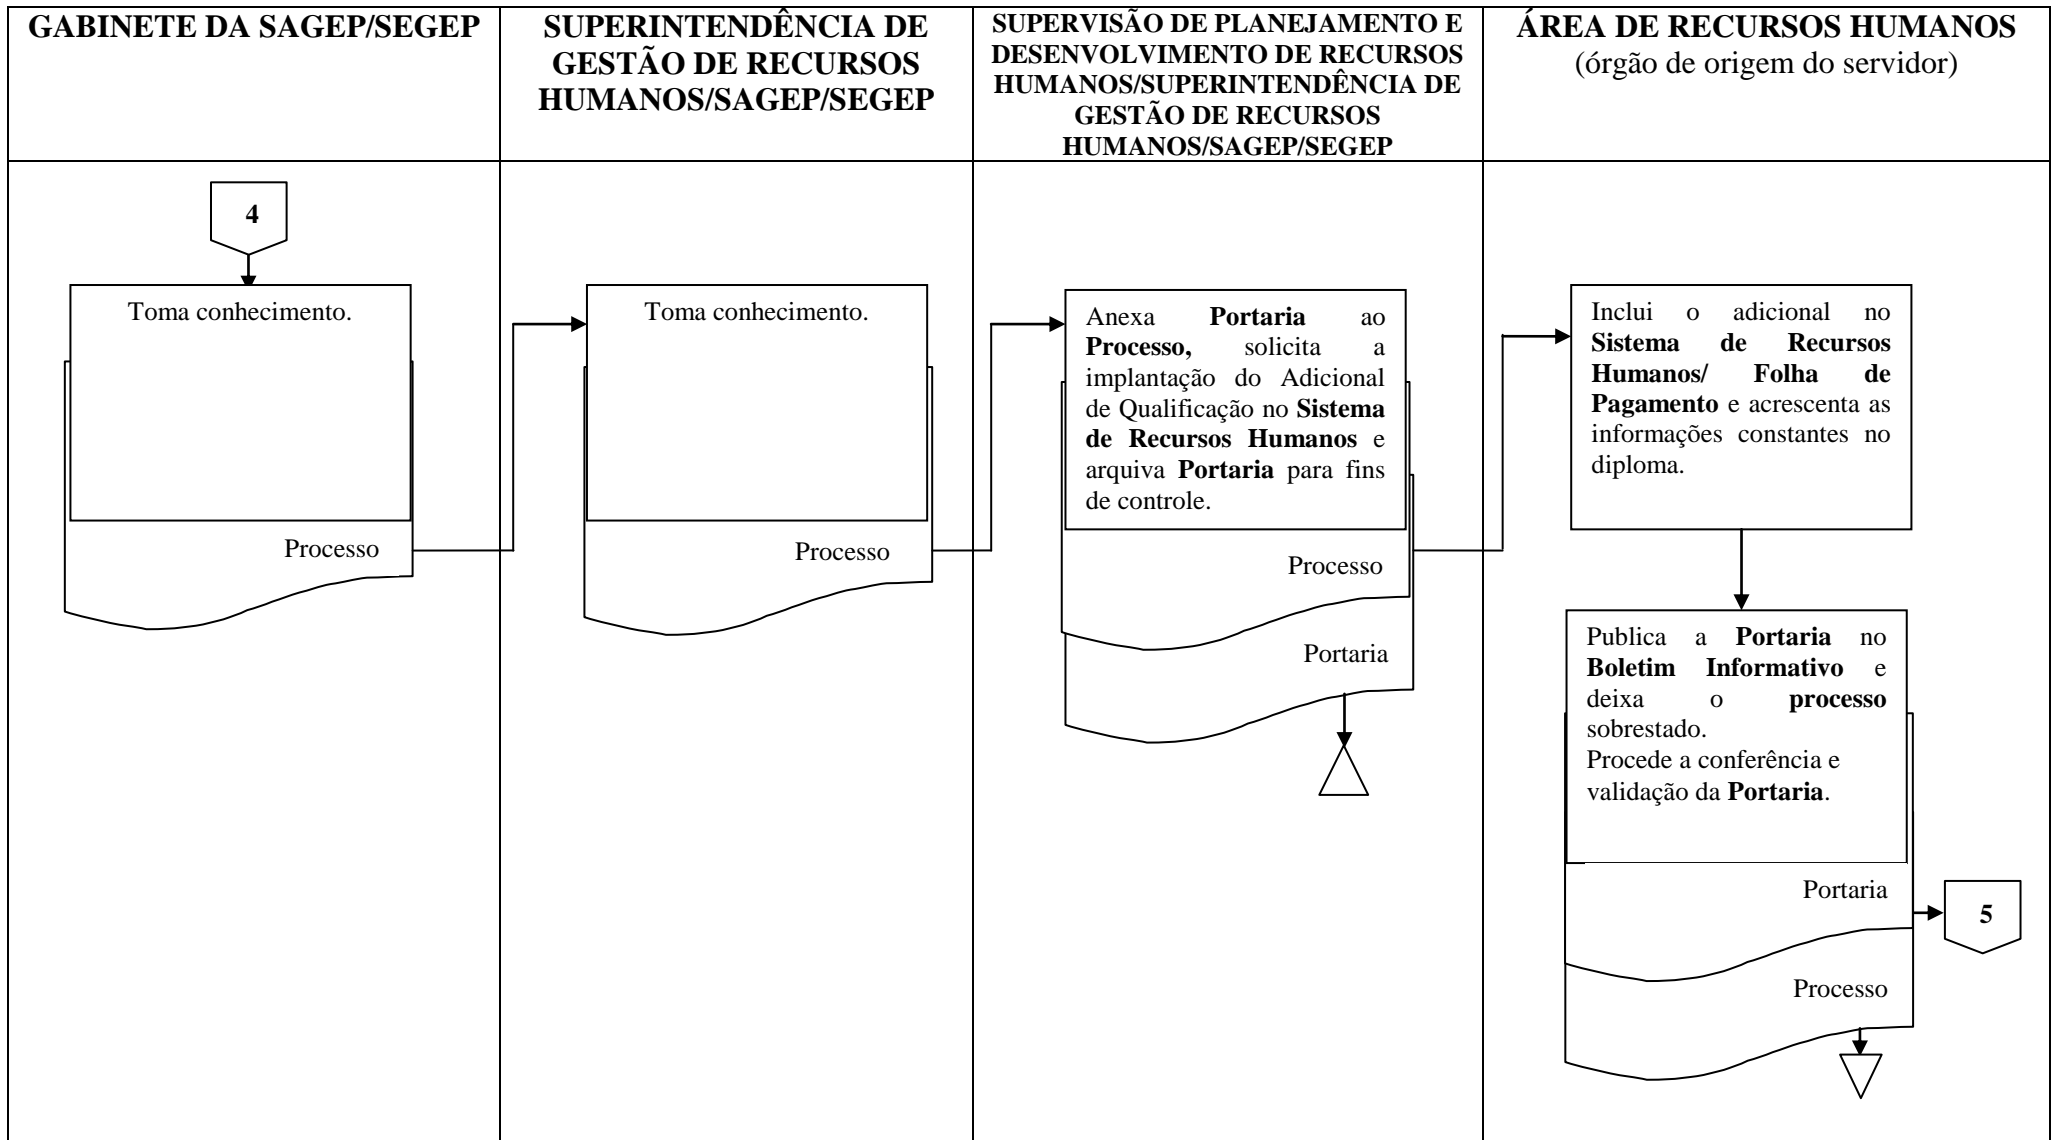 GABINETE DA SAGEP/SEGEP
SUPERINTENDÊNCIA DE
GESTÃO DE RECURSOS
HUMANOS/SAGEP/SEGEP
SUPERVISÃO DE PLANEJAMENTO E
DESENVOLVIMENTO DE RECURSOS
HUMANOS/SUPERINTENDÊNCIA DE
GESTÃO DE RECURSOS
HUMANOS/SAGEP/SEGEP
ÁREA DE RECURSOS HUMANOS
(órgão de origem do servidor)
4
Toma conhecimento.
Processo
Toma conhecimento.
Processo
Anexa Portaria ao
Processo, solicita a
implantação do Adicional
de Qualificação no Sistema
de Recursos Humanos e
arquiva Portaria para fins
de controle.
Processo
Portaria
Inclui o adicional no
Sistema de Recursos
Humanos/ Folha de
Pagamento e acrescenta as
informações constantes no
diploma.
Publica a Portaria no
Boletim Informativo e
deixa o processo
sobrestado.
Procede a conferência e
validação da Portaria.
Portaria
5
Processo